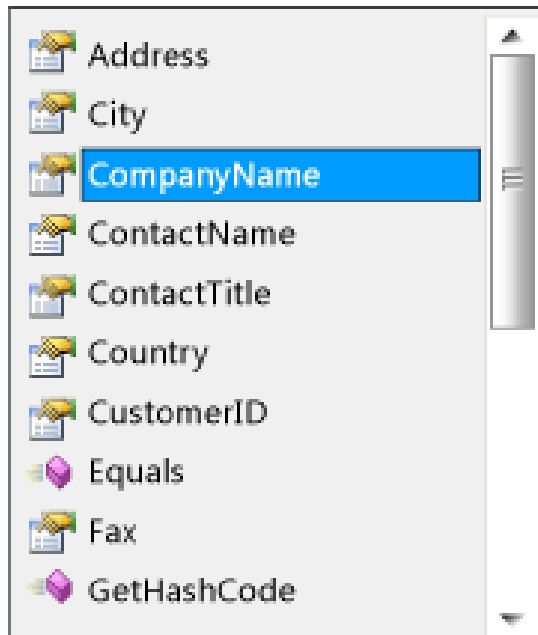 Address
City
CompanyName
ContactName
ContactTitle
Country
CustomerID
Equals
Fax
GetHashCode